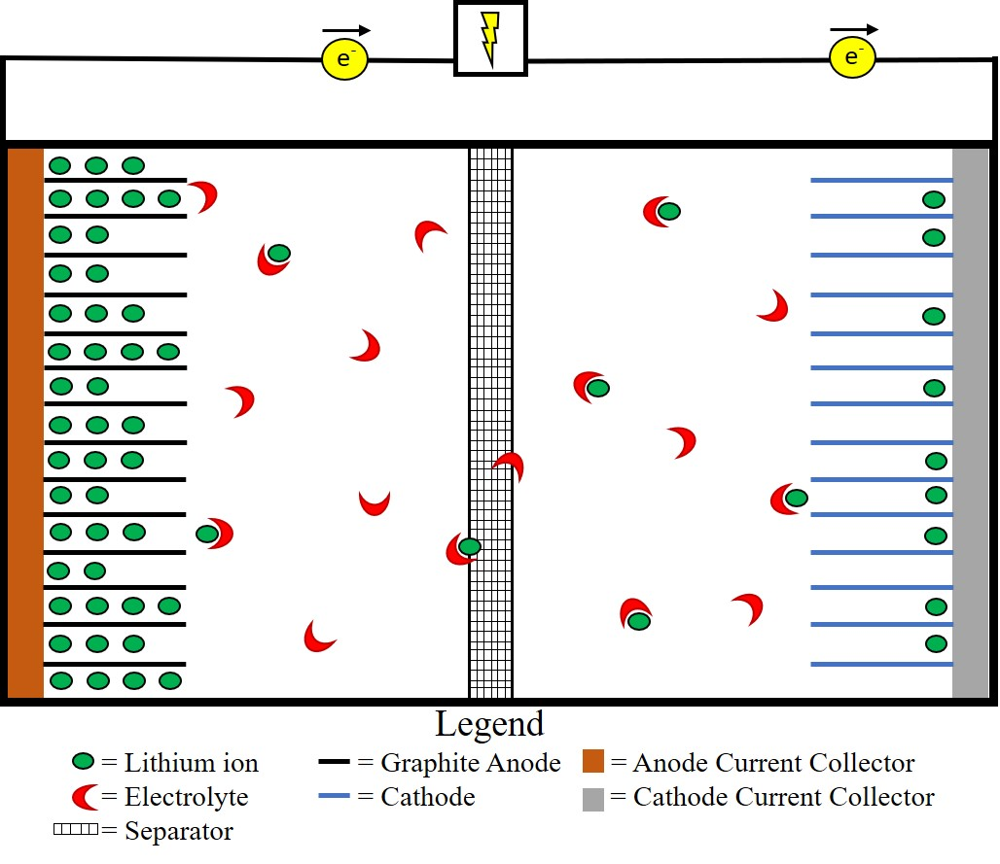 e⁻ e⁻
Legend
= Lithium ion = Graphite Anode = Anode Current Collector
= Electrolyte = Cathode = Cathode Current Collector
= Separator